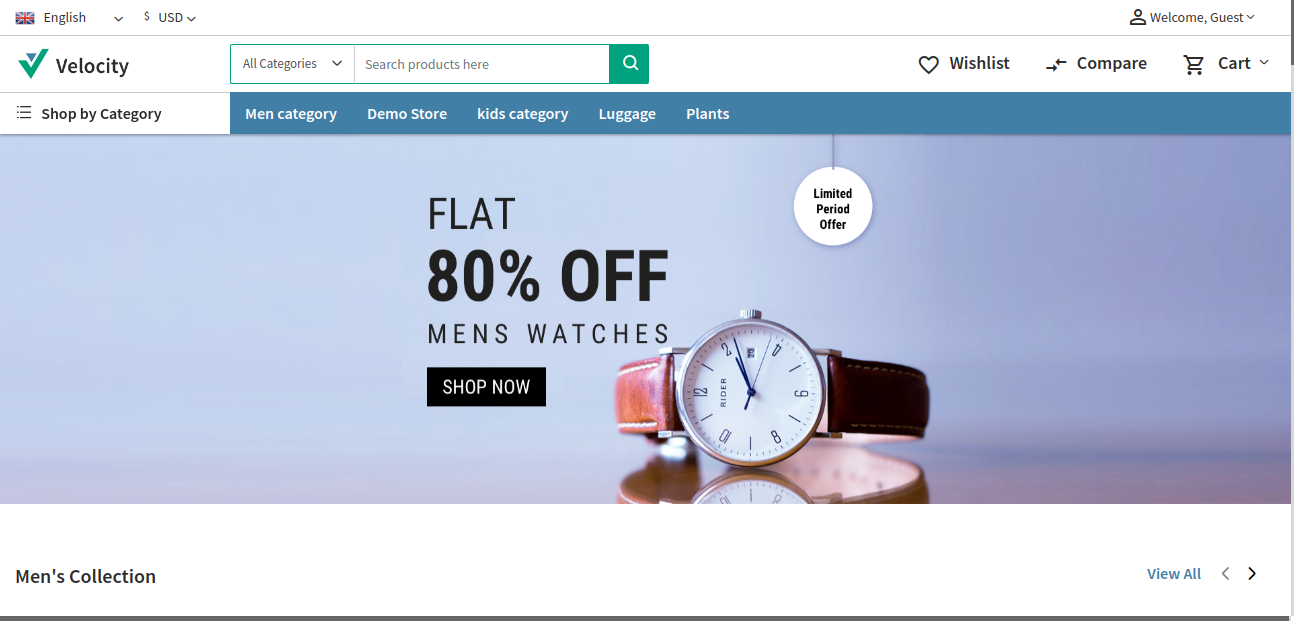 English $ USD Welcome, Guest
Velocity All Categories Search products here Wishlist Compare Cart
Shop by Category Men category Demo Store kids category Luggage Plants
Limited
Period
Offer
FLAT
80% OFF
MENS WATCHES
SHOP NOW
RIDER
Men's Collection View All